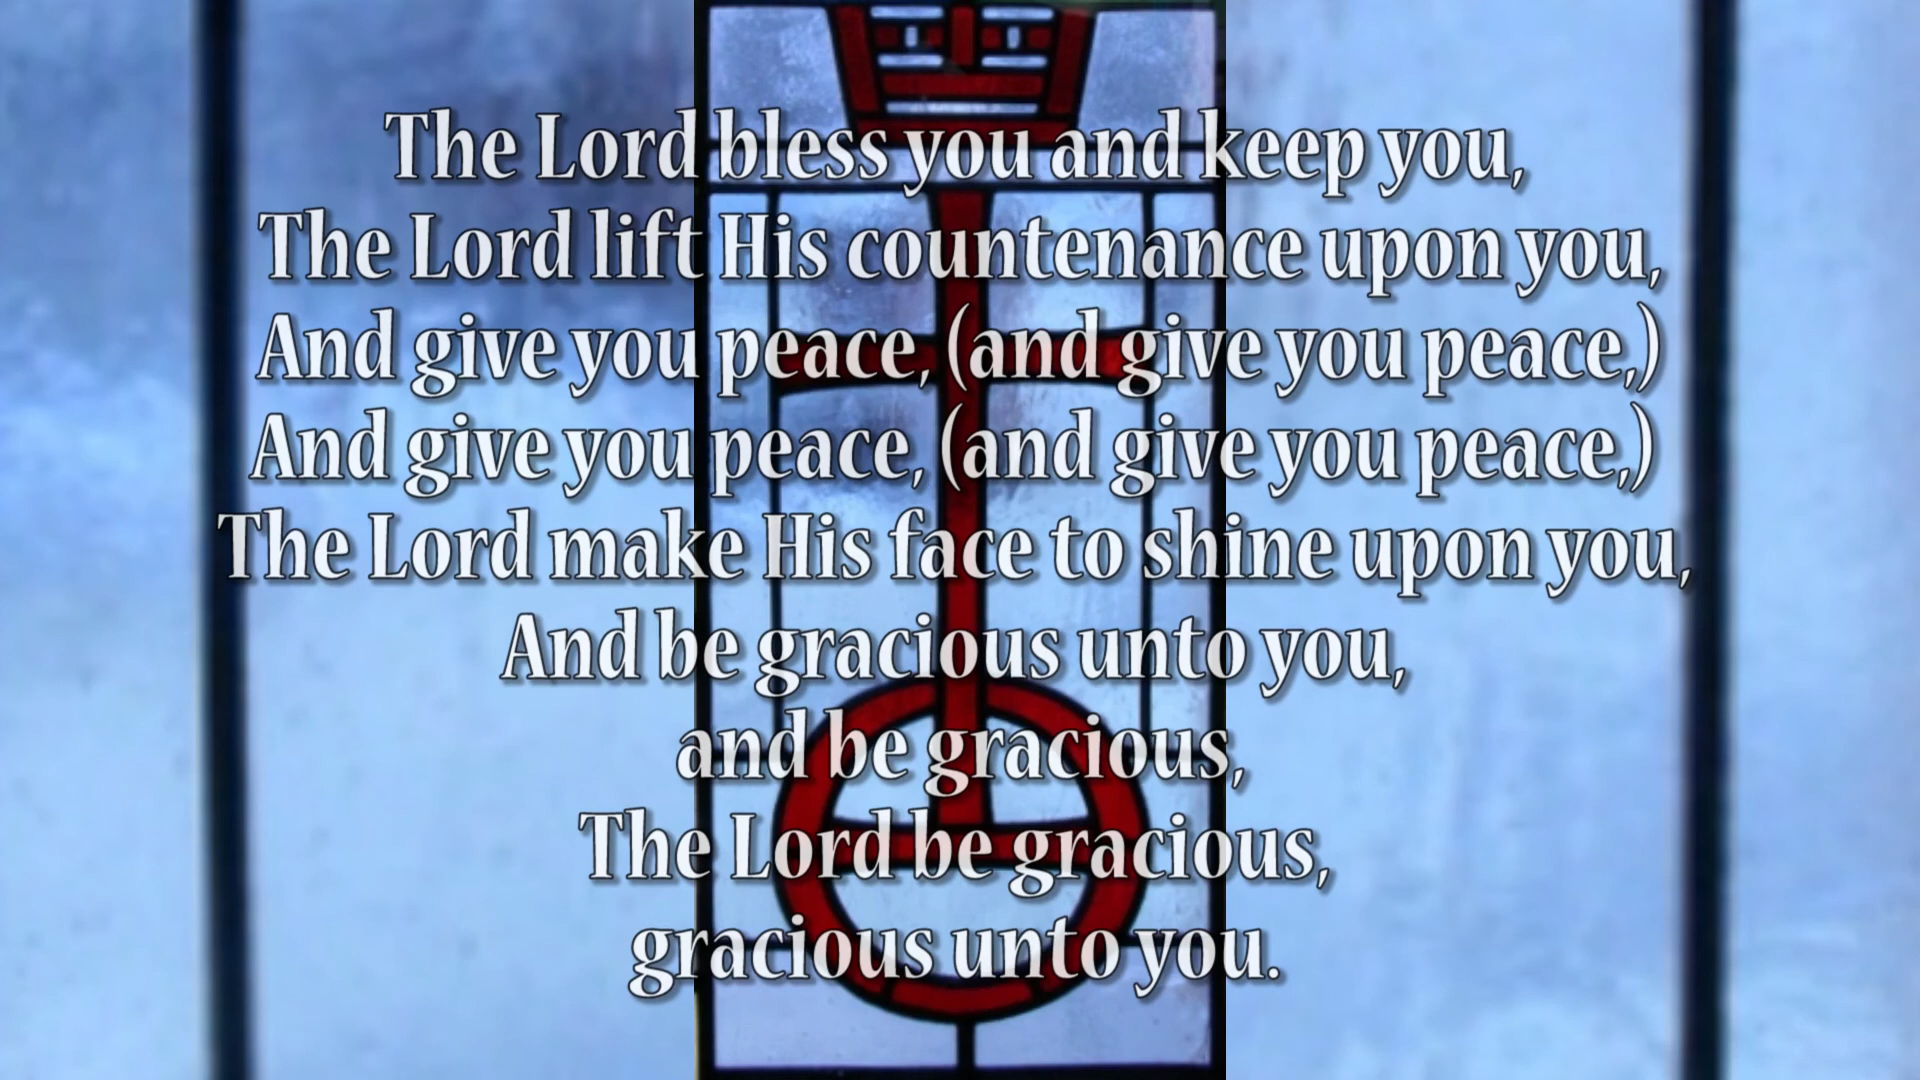 The Lord bless you and keep you,
The Lord lift His countenance upon you,
And give you peace, (and give you peace,)
And give you peace, (and give you peace,)
The Lord make His face to shine upon you,
And be gracious unto you,
and be gracious,
The Lord be gracious,
gracious unto you.